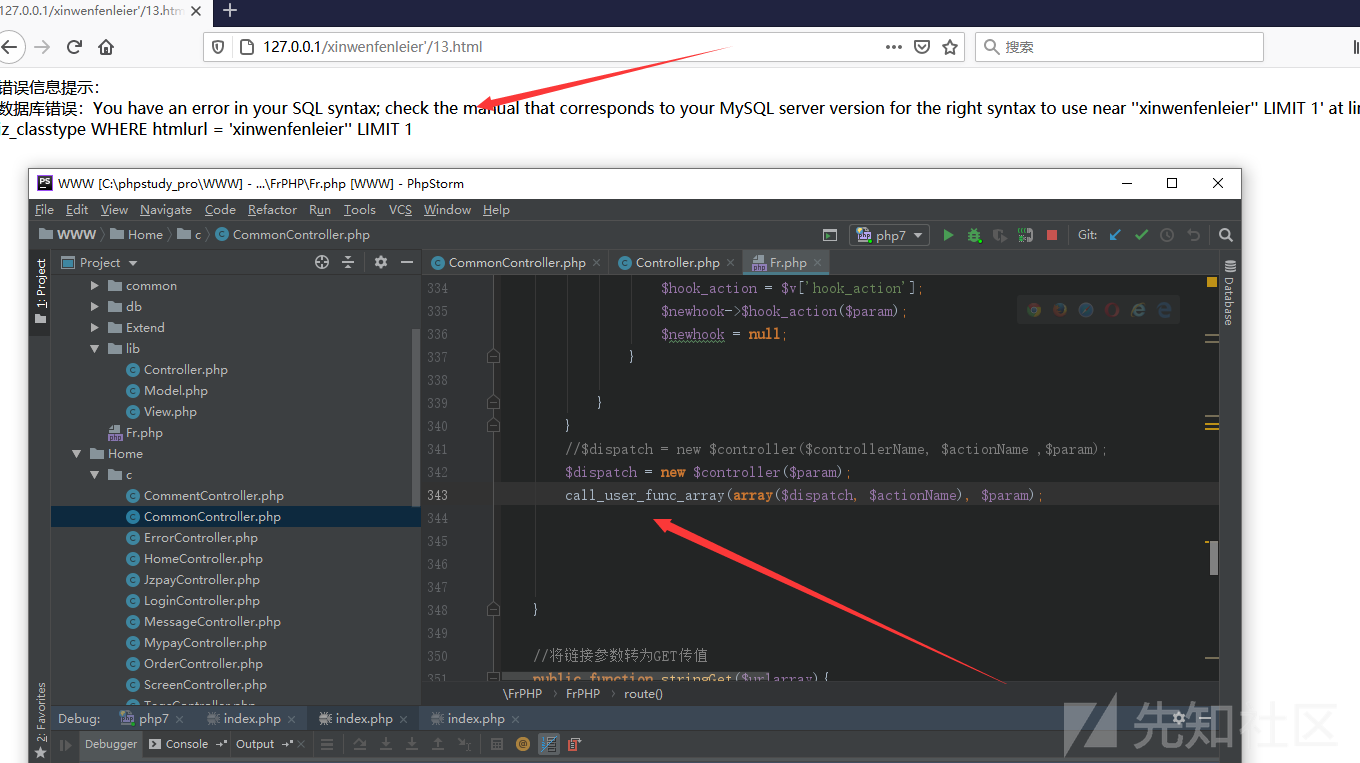 127.0.0.1/xinwenfenleier'/13.htm
127.0.0.1/xinwenfenleier'/13.html
搜索
错误信息提示：
数据库错误：You have an error in your SQL syntax; check the manual that corresponds to your MySQL server version for the right syntax to use near ''xinwenfenleier'' LIMIT 1' at
jz_classtype WHERE htmlurl = 'xinwenfenleier'' LIMIT 1
PS WWW [C:\phpstudy_pro\WWW] - ...\FrPHP\Fr.php [WWW] - PhpStorm
File Edit View Navigate Code Refactor Run Tools VCS Window Help
WWW Home c CommonController.php
php7
Git:
1: Project
Project
CommonController.php Controller.php Fr.php
Database
common
db
Extend
lib
Controller.php
Model.php
View.php
Fr.php
Home
c
CommentController.php
CommonController.php
ErrorController.php
HomeController.php
JzpayController.php
LoginController.php
MessageController.php
MypayController.php
OrderController.php
ScreenController.php
334 $hook_action = $v['hook_action'];
335 $newhook->$hook_action($param);
336 $newhook = null;
337 }
338
339 }
340 }
341 //$dispatch = new $controller($controllerName, $actionName ,$param);
342 $dispatch = new $controller($param);
343 call_user_func_array(array($dispatch, $actionName), $param);
344
345
346
347
348 }
349
350 //将链接参数转为GET传值
351 public function stringGet($urlarray){
\FrPHP FrPHP route()
2: Favorites
Debug: php7 index.php index.php index.php
Debugger Console Output
先知社区